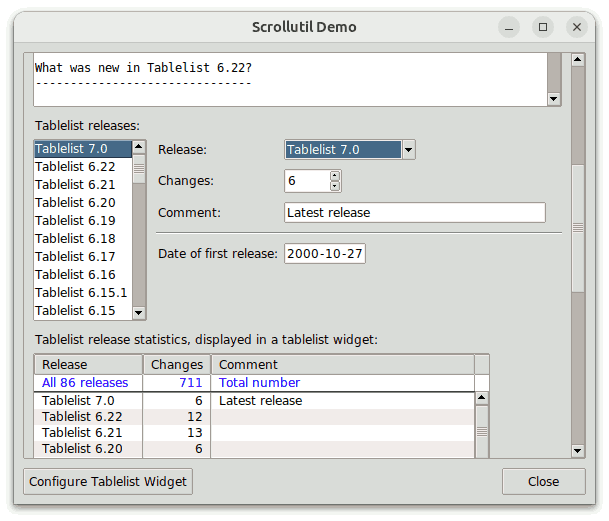 Scrollutil Demo
What was new in Tablelist 6.22?
-------------------------------
Tablelist releases:
Tablelist 7.0
Tablelist 6.22
Tablelist 6.21
Tablelist 6.20
Tablelist 6.19
Tablelist 6.18
Tablelist 6.17
Tablelist 6.16
Tablelist 6.15.1
Tablelist 6.15
Release: Tablelist 7.0
Changes: 6
Comment: Latest release
Date of first release: 2000-10-27
Tablelist release statistics, displayed in a tablelist widget:
Release Changes Comment
All 86 releases 711 Total number
Tablelist 7.0 6 Latest release
Tablelist 6.22 12
Tablelist 6.21 13
Tablelist 6.20 6
Configure Tablelist Widget Close